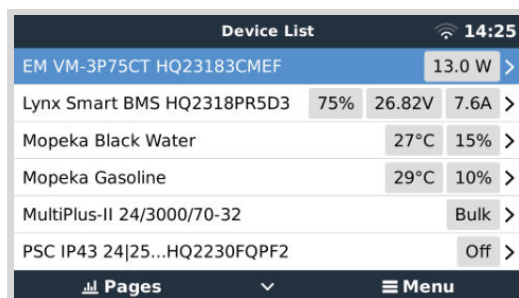 Device List 14:25
EM VM-3P75CT HQ23183CMEF 13.0 W
Lynx Smart BMS HQ2318PR5D3 75% 26.82V 7.6A
Mopeka Black Water 27°C 15%
Mopeka Gasoline 29°C 10%
MultiPlus-II 24/3000/70-32 Bulk
PSC IP43 24|25...HQ2230FQPF2 Off
Pages Menu